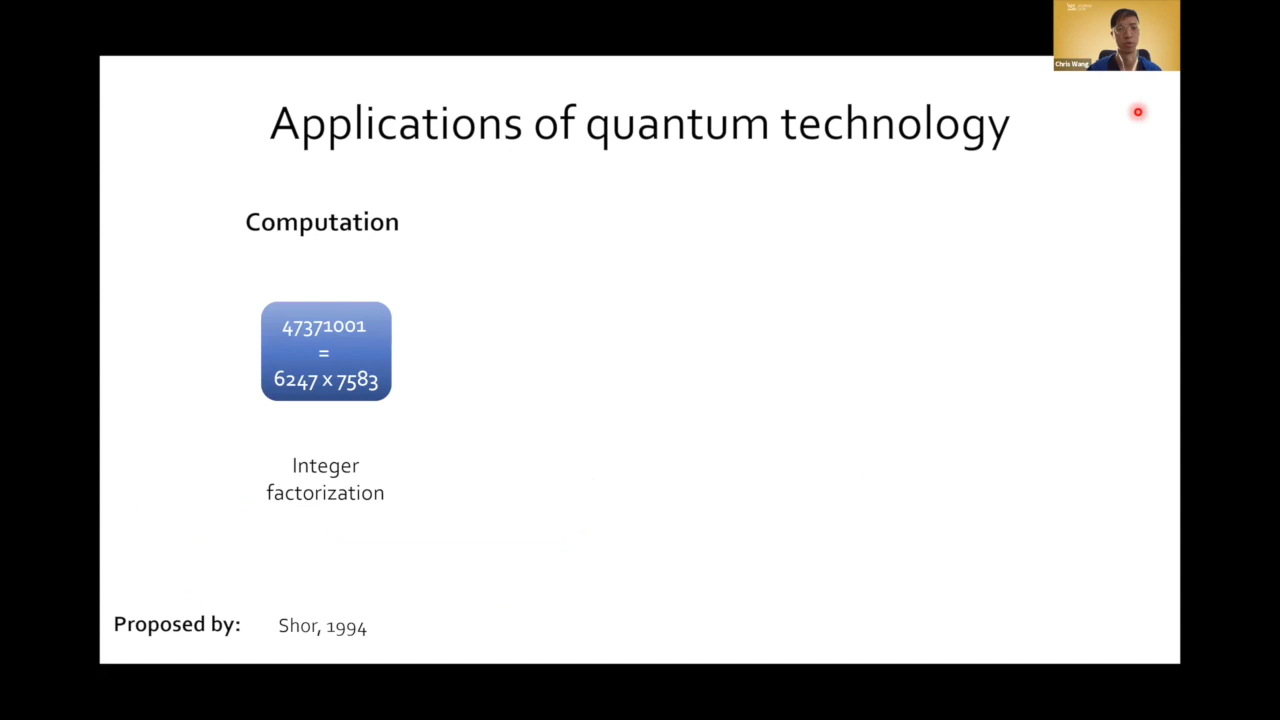 Chris Wang
Applications of quantum technology
Computation
47371001
=
6247 x 7583
Integer
factorization
Proposed by: Shor, 1994